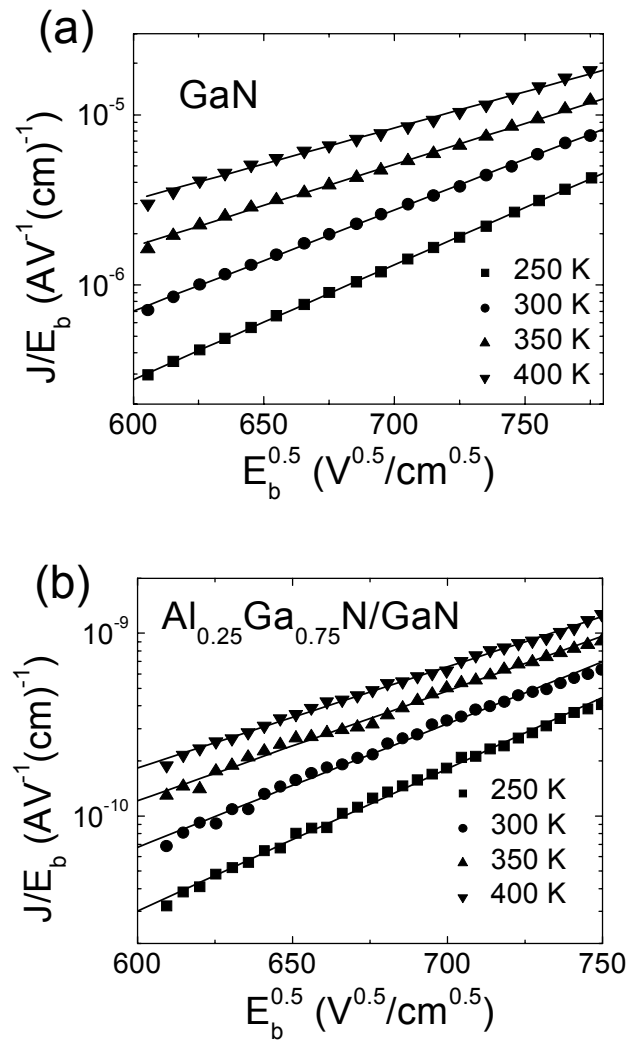 (a)
GaN
10⁻⁵
10⁻⁶
J/E_b (AV⁻¹(cm)⁻¹)
250 K
300 K
350 K
400 K
600 650 700 750
E_b^0.5 (V^0.5/cm^0.5)
(b)
Al_0.25Ga_0.75N/GaN
10⁻⁹
10⁻¹⁰
J/E_b (AV⁻¹(cm)⁻¹)
250 K
300 K
350 K
400 K
600 650 700 750
E_b^0.5 (V^0.5/cm^0.5)